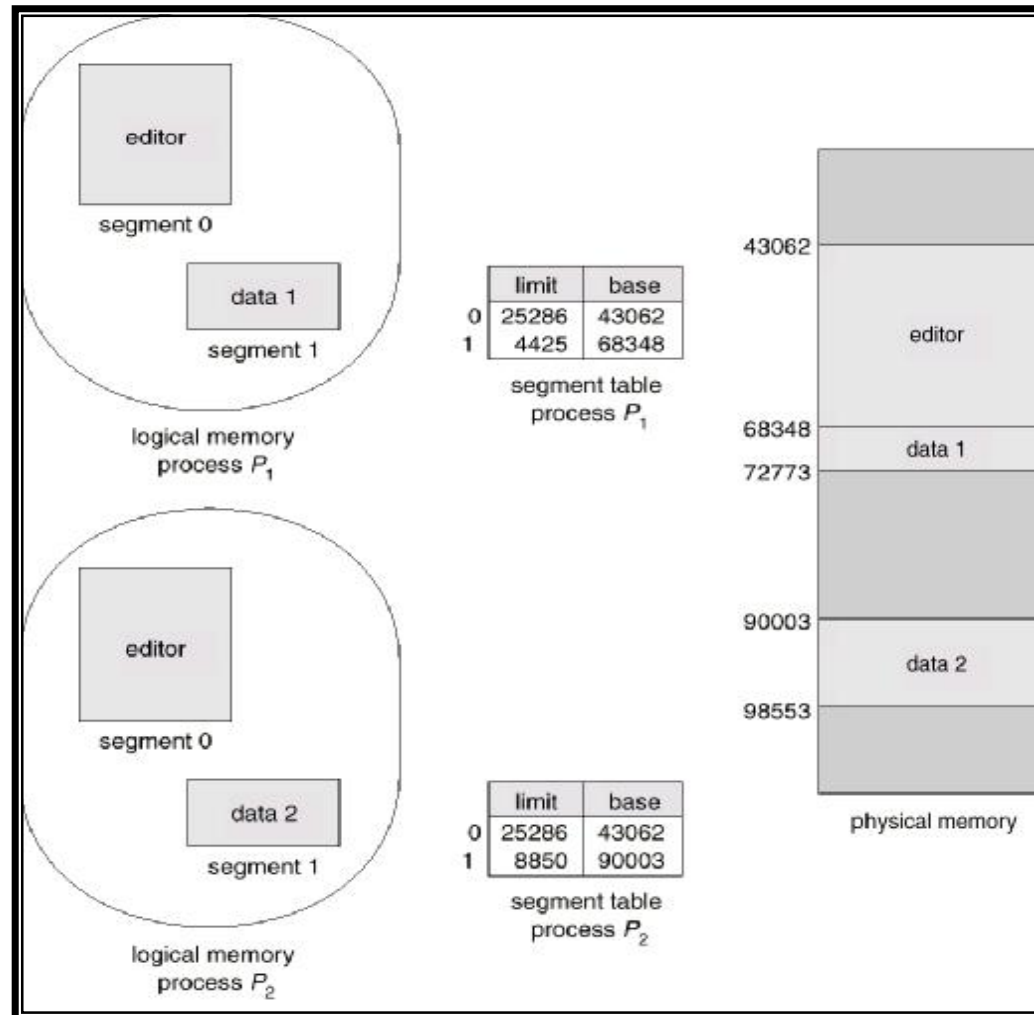 editor
segment 0
data 1
segment 1
logical memory
process P1
limit base
0 25286 43062
1 4425 68348
segment table
process P1
editor
segment 0
data 2
segment 1
logical memory
process P2
limit base
0 25286 43062
1 8850 90003
segment table
process P2
43062
editor
68348
data 1
72773
90003
data 2
98553
physical memory